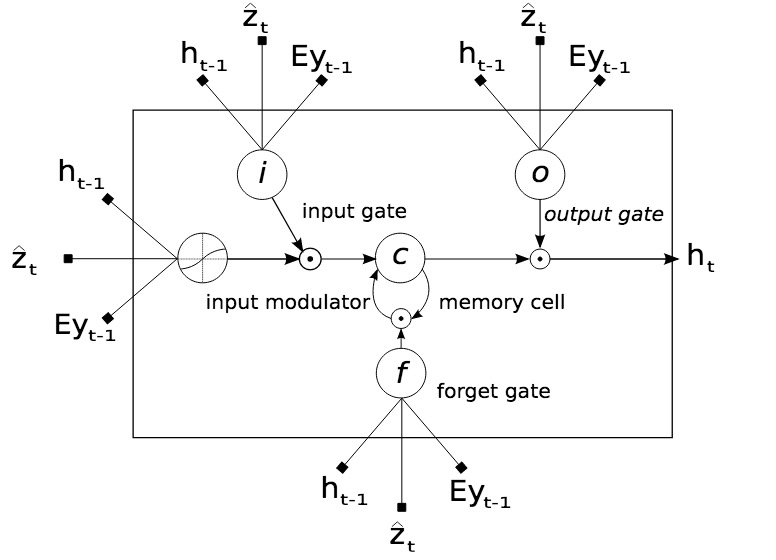 ẑt ẑt
ht-1 Eyt-1 ht-1 Eyt-1
i o
ht-1
input gate output gate
ẑt c ht
input modulator memory cell
Eyt-1
f
forget gate
ht-1 Eyt-1
ẑt